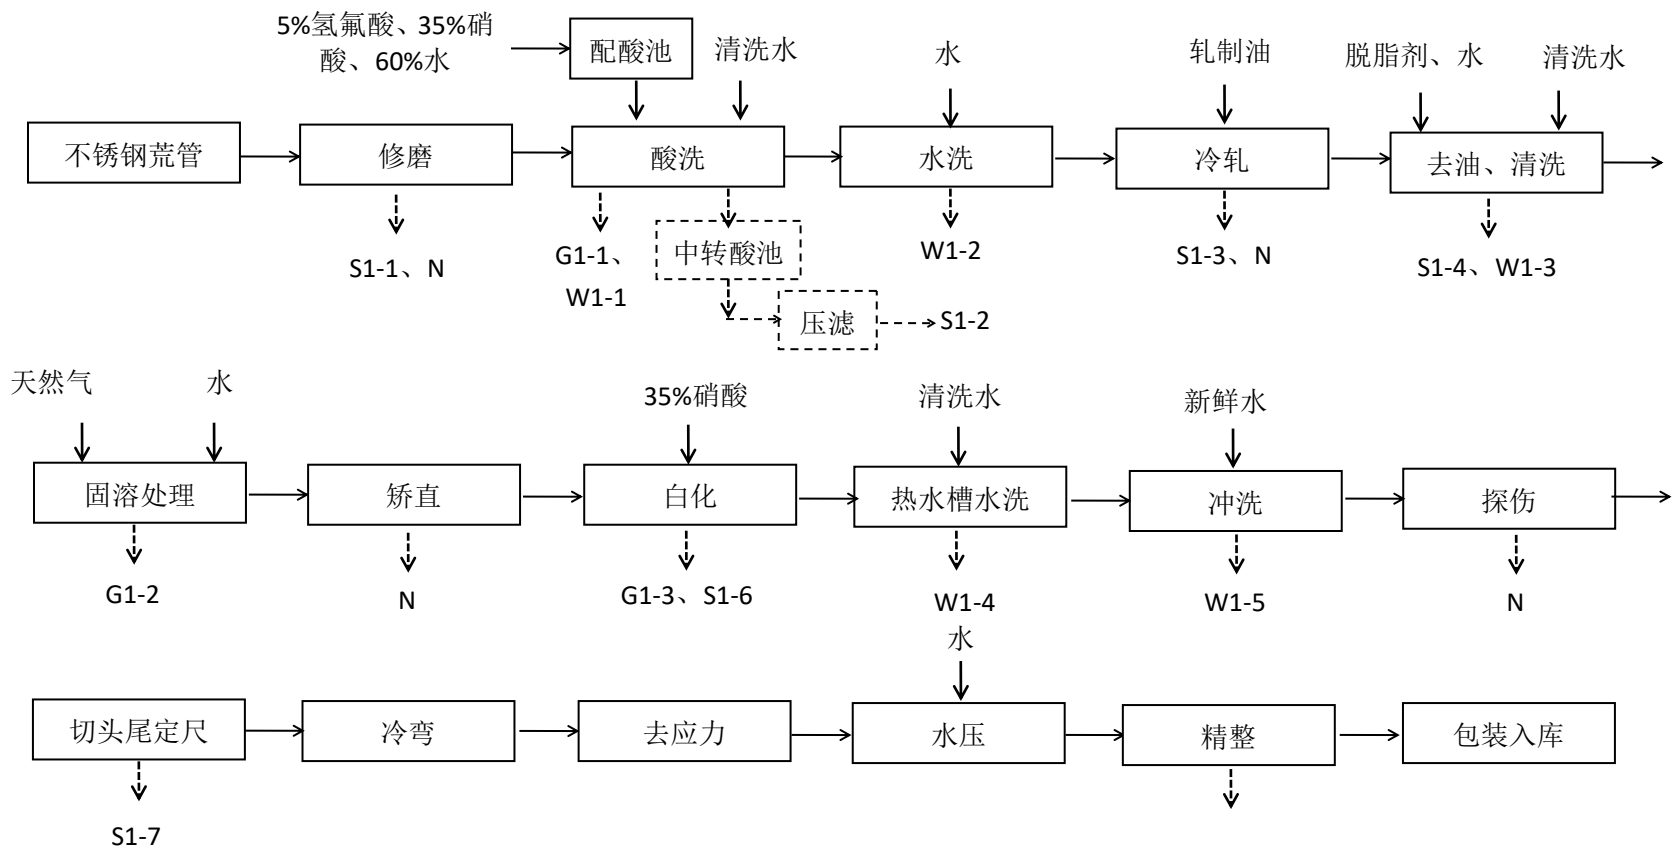 5%氢氟酸、35%硝
酸、60%水
配酸池
清洗水
水
轧制油
脱脂剂、水
清洗水
不锈钢荒管
修磨
酸洗
水洗
冷轧
去油、清洗
S1-1、N
G1-1、
W1-1
中转酸池
压滤
S1-2
W1-2
S1-3、N
S1-4、W1-3
天然气
水
35%硝酸
清洗水
新鲜水
固溶处理
矫直
白化
热水槽水洗
冲洗
探伤
G1-2
N
G1-3、S1-6
W1-4
W1-5
N
水
切头尾定尺
冷弯
去应力
水压
精整
包装入库
S1-7